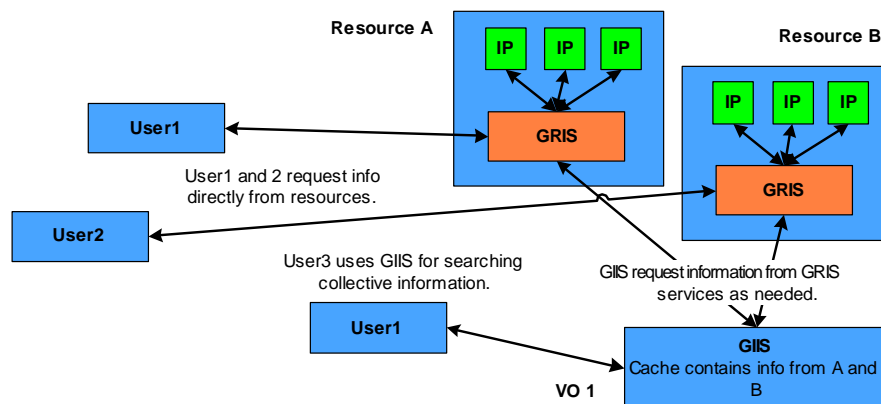 Resource A
IP IP IP
Resource B
IP IP IP
User1
GRIS
User1 and 2 request info
directly from resources.
GRIS
User2
User3 uses GIIS for searching
collective information.
GIIS request information from GRIS
services as needed.
User1
GIIS
Cache contains info from A and
B
VO 1